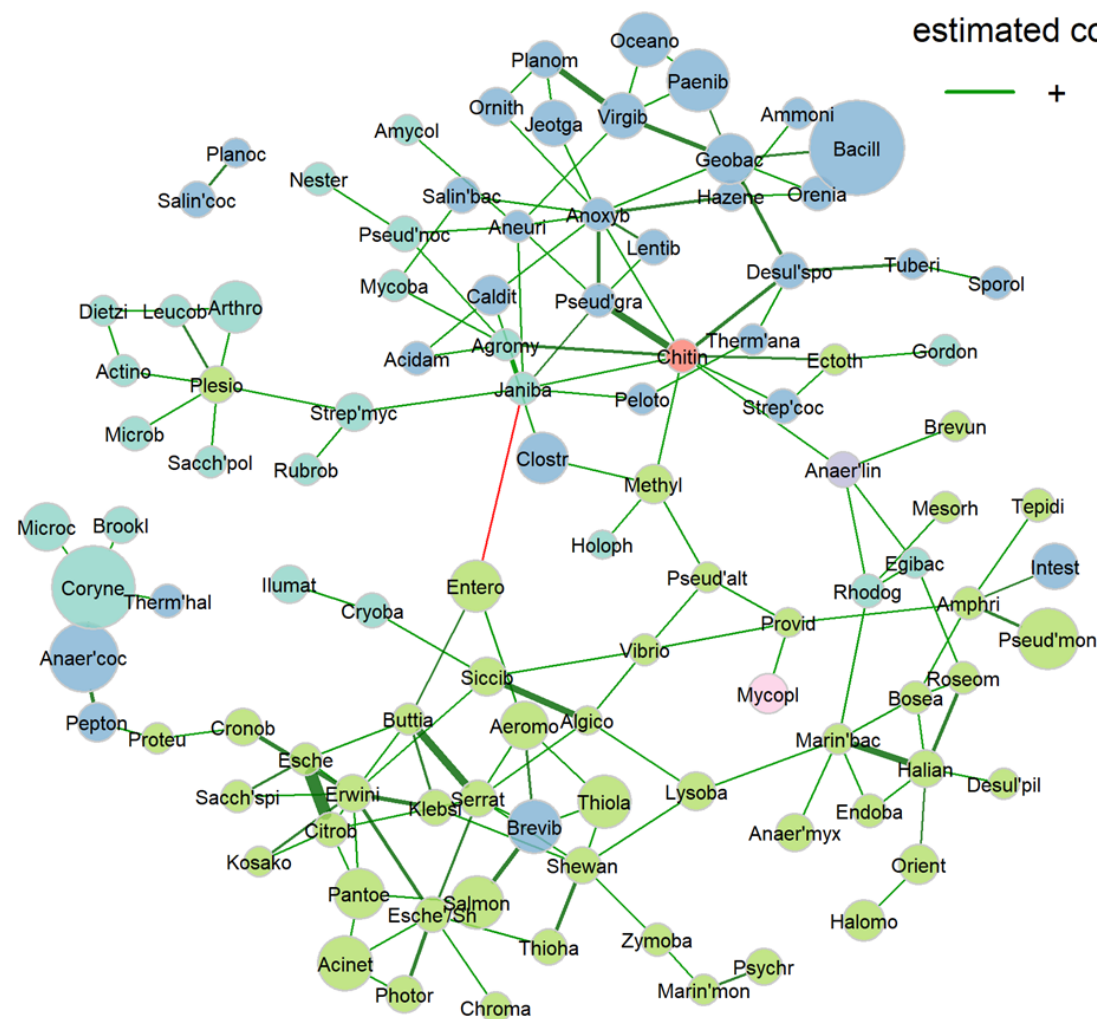 estimated co
+
Oceano
Planom
Paenib
Ornith
Virgib
Ammoni
Jeotga
Amycol
Bacill
Planoc
Geobac
Nester
Salin'bac
Hazene
Orenia
Salin'coc
Anoxyb
Aneuri
Pseud'noc
Lentib
Desul'spo
Tuberi
Sporol
Mycoba
Caldit
Pseud'gra
Dietzi
Leucob
Arthro
Therm'ana
Agromy
Chitin
Acidam
Ectoth
Gordon
Actino
Plesio
Janiba
Peloto
Strep'coc
Strep'myc
Microb
Brevun
Sacch'pol
Rubrob
Clostr
Anaer'lin
Methyl
Mesorh
Tepidi
Microc
Brookl
Holoph
Egibac
Intest
Ilumat
Entero
Pseud'alt
Coryne
Rhodog
Therm'hal
Cryoba
Amphri
Provid
Pseud'mon
Anaer'coc
Vibrio
Siccib
Roseom
Mycopl
Bosea
Pepton
Cronob
Buttia
Aeromo
Algico
Proteu
Marin'bac
Esche
Halian
Sacch'spi
Erwini
Klebsi
Serrat
Thiola
Lysoba
Desul'pil
Citrob
Brevib
Endoba
Anaer'myx
Kosako
Shewan
Orient
Pantoe
Salmon
Esche'/Sh
Halomo
Thioha
Zymoba
Acinet
Psychr
Photor
Marin'mon
Chroma